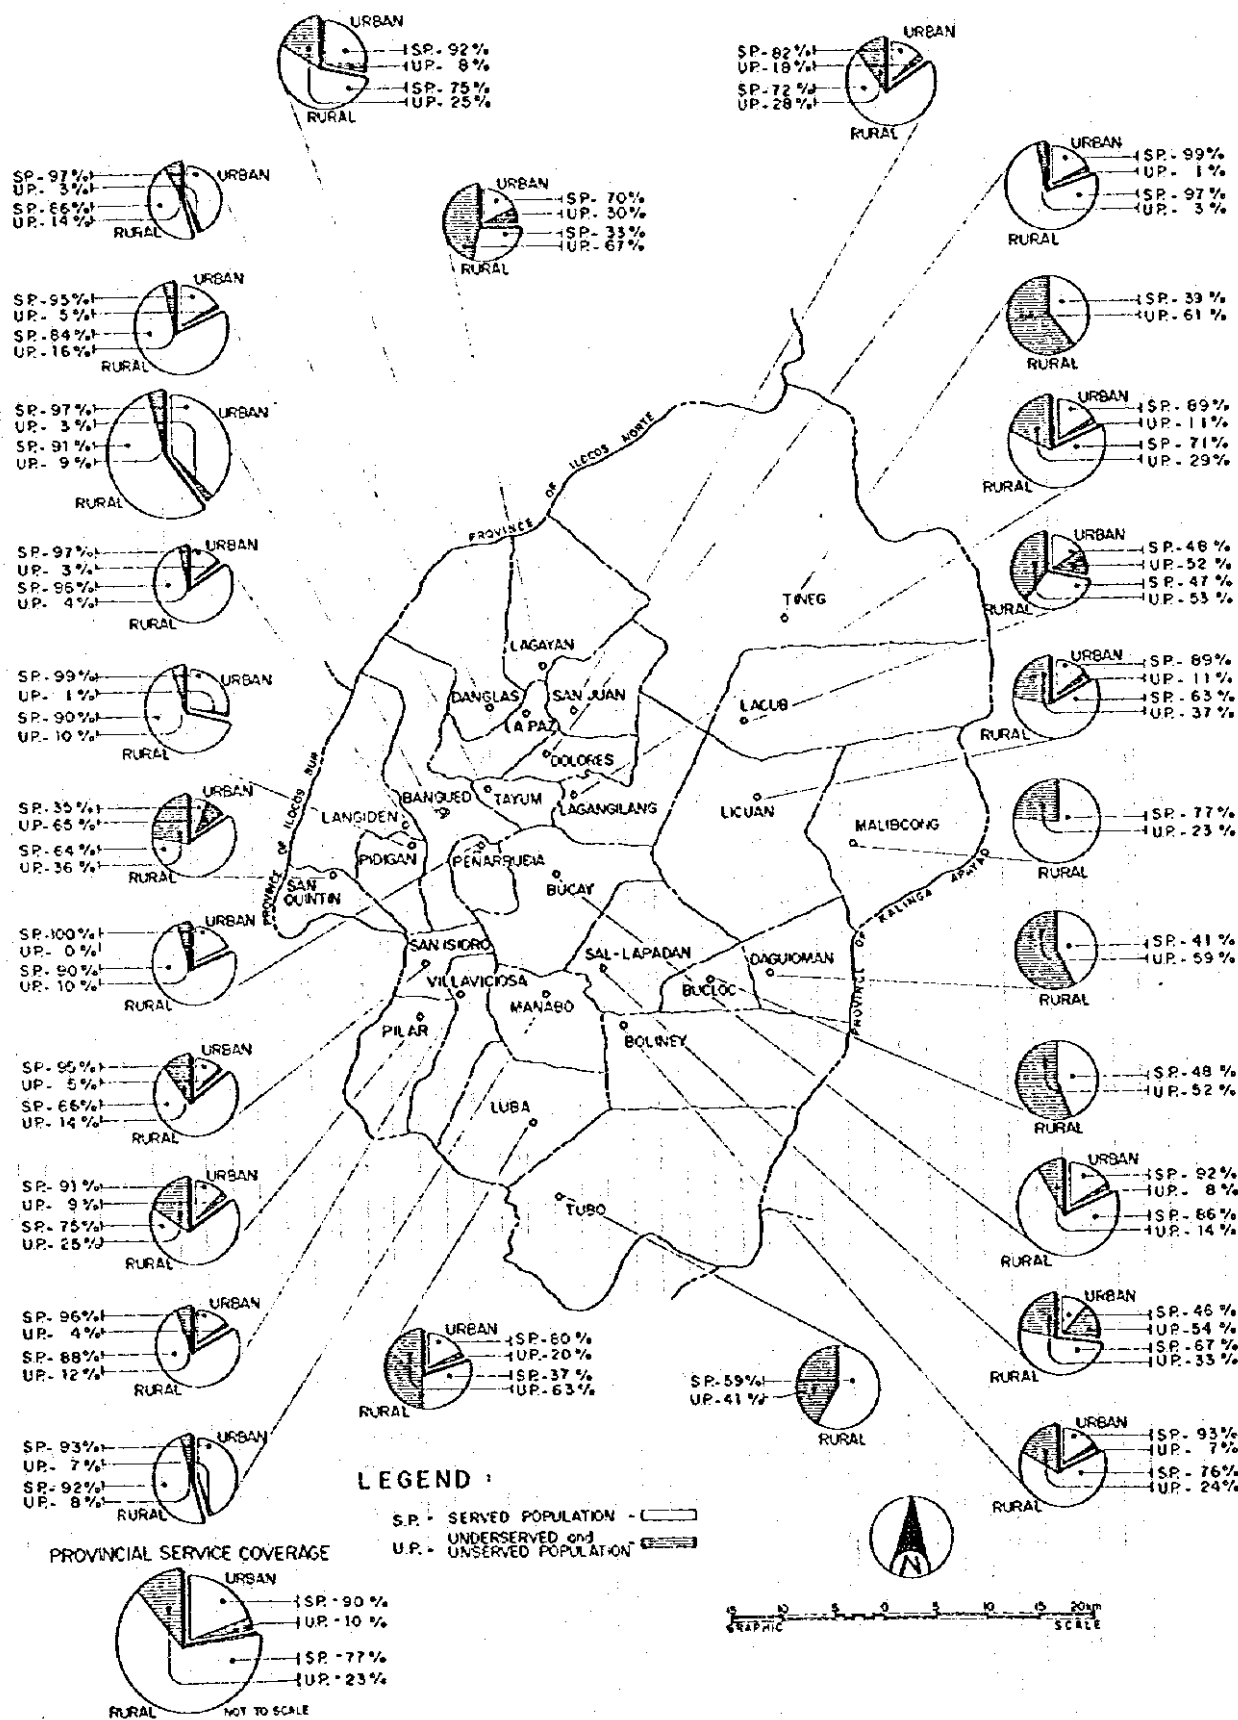 URBAN
SP.-92%
UP.- 8%
SP.-75%
UP.-25%
RURAL
URBAN
SP.-82%
UP.-18%
SP.-72%
UP.-28%
RURAL
URBAN
SP.-97%
UP.- 3%
SP.-86%
UP.-14%
RURAL
URBAN
SP.-70%
UP.-30%
SP.-33%
UP.-67%
RURAL
URBAN
SP.-99%
UP.- 1%
SP.-97%
UP.- 3%
RURAL
URBAN
SP.-95%
UP.- 5%
SP.-84%
UP.-16%
RURAL
SP.-39%
UP.-61%
RURAL
URBAN
SP.-97%
UP.- 3%
SP.-91%
UP.- 9%
RURAL
URBAN
SP.-89%
UP.-11%
SP.-71%
UP.-29%
RURAL
URBAN
SP.-97%
UP.- 3%
SP.-96%
UP.- 4%
RURAL
URBAN
SP.-48%
UP.-52%
SP.-47%
UP.-53%
RURAL
URBAN
SP.-99%
UP.- 1%
SP.-90%
UP.-10%
RURAL
URBAN
SP.-89%
UP.-11%
SP.-63%
UP.-37%
RURAL
URBAN
SP.-35%
UP.-65%
SP.-64%
UP.-36%
RURAL
SP.-77%
UP.-23%
RURAL
URBAN
SP.-100%
UP.- 0%
SP.-90%
UP.-10%
RURAL
SP.-41%
UP.-59%
RURAL
URBAN
SP.-95%
UP.- 5%
SP.-66%
UP.-14%
RURAL
SP.-48%
UP.-52%
RURAL
URBAN
SP.-91%
UP.- 9%
SP.-75%
UP.-25%
RURAL
URBAN
SP.-92%
UP.- 8%
SP.-86%
UP.-14%
RURAL
URBAN
SP.-96%
UP.- 4%
SP.-88%
UP.-12%
RURAL
URBAN
SP.-80%
UP.-20%
SP.-37%
UP.-63%
RURAL
SP.-59%
UP.-41%
RURAL
URBAN
SP.-46%
UP.-54%
SP.-67%
UP.-33%
RURAL
URBAN
SP.-93%
UP.- 7%
SP.-92%
UP.- 8%
RURAL
URBAN
SP.-93%
UP.- 7%
SP.-76%
UP.-24%
RURAL
PROVINCE OF ILOCOS NORTE
PROVINCE OF ILOCOS SUR
PROVINCE OF KALINGA APAYAO
TINEG
LAGAYAN
DANGLAS
SAN JUAN
LA PAZ
LACUB
DOLORES
BANGUED
TAYUM
LAGANGILANG
LICUAN
LANGIDEN
MALIBCONG
PIDIGAN
PENARRUBIA
SAN QUINTIN
BUCAY
SAN ISIDRO
SAL-LAPADAN
DAGUIOMAN
VILLAVICIOSA
BUCLOC
MANABO
PILAR
BOLINEY
LUBA
TUBO
LEGEND :
S.P. - SERVED POPULATION -
U.P. - UNDERSERVED and UNSERVED POPULATION
PROVINCIAL SERVICE COVERAGE
URBAN
SP.-90%
UP.-10%
SP.-77%
UP.-23%
RURAL
NOT TO SCALE
N
15 10 5 0 5 10 15 20km
GRAPHIC SCALE